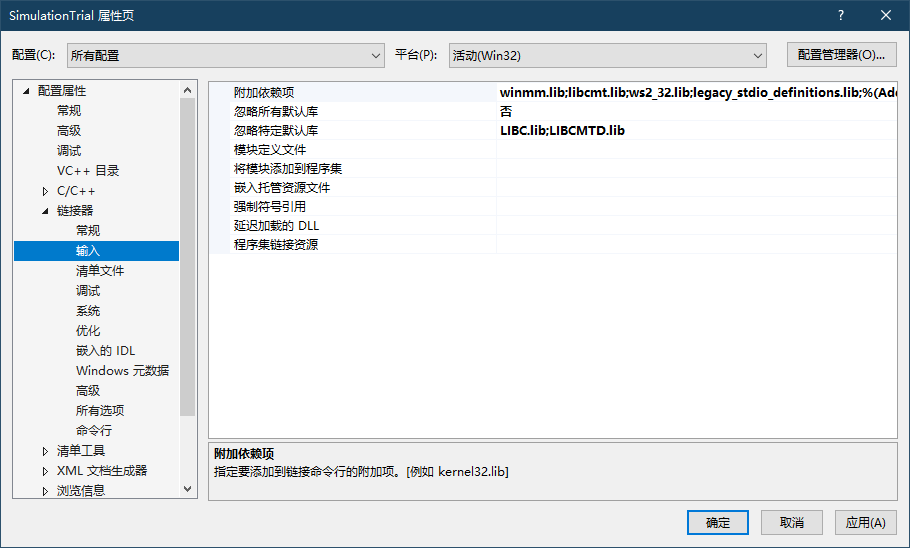 SimulationTrial 属性页
配置(C): 所有配置 平台(P): 活动(Win32) 配置管理器(O)...
配置属性
常规
高级
调试
VC++ 目录
C/C++
链接器
常规
输入
清单文件
调试
系统
优化
嵌入的 IDL
Windows 元数据
高级
所有选项
命令行
清单工具
XML 文档生成器
浏览信息
附加依赖项 winmm.lib;libcmt.lib;ws2_32.lib;legacy_stdio_definitions.lib;%(Ad
忽略所有默认库 否
忽略特定默认库 LIBC.lib;LIBCMTD.lib
模块定义文件
将模块添加到程序集
嵌入托管资源文件
强制符号引用
延迟加载的 DLL
程序集链接资源
附加依赖项
指定要添加到链接命令行的附加项。[例如 kernel32.lib]
确定 取消 应用(A)